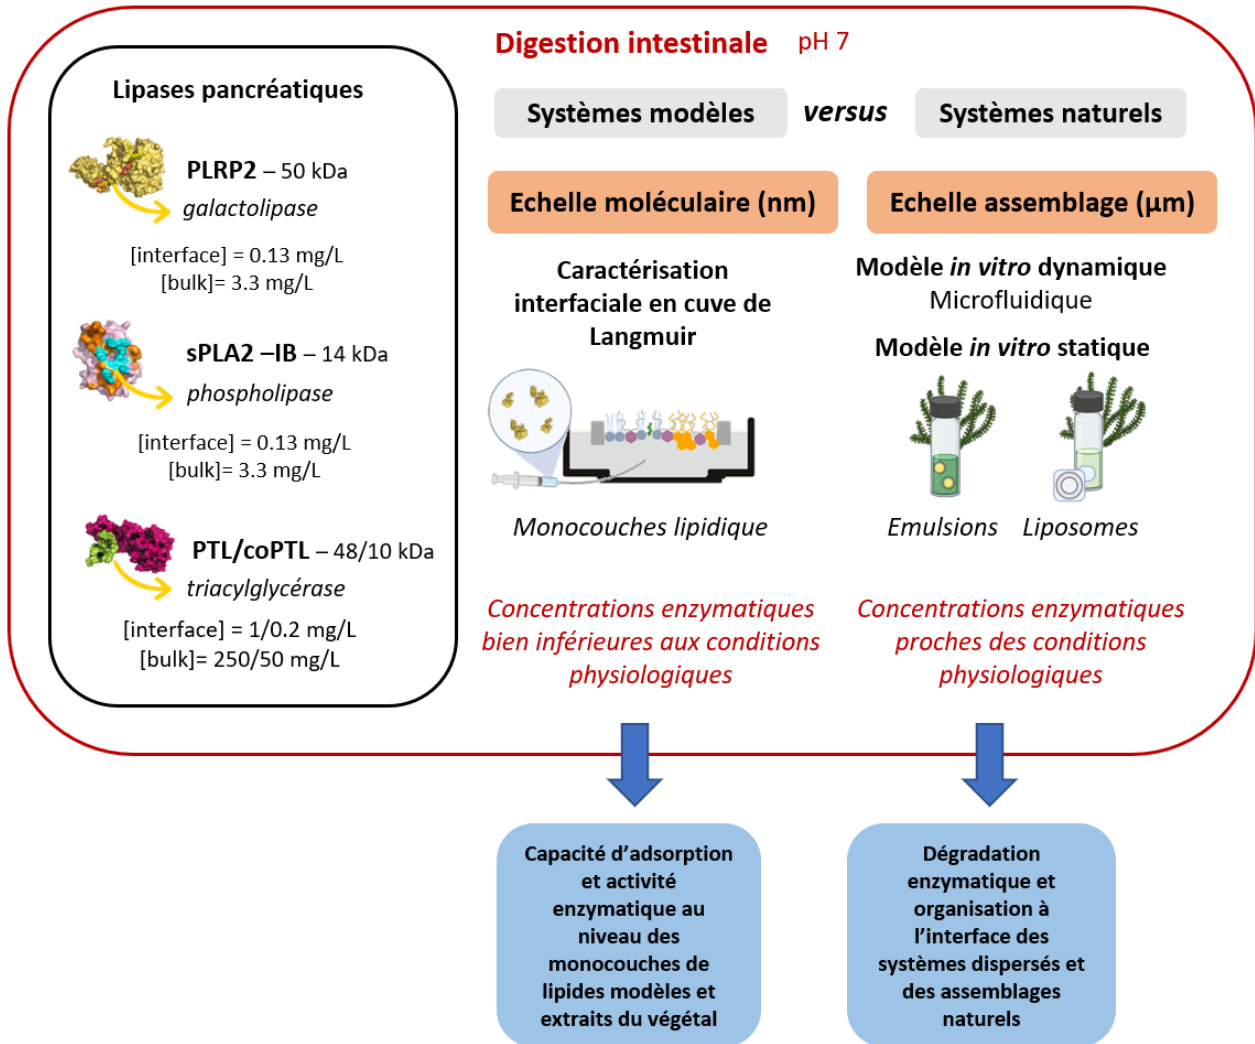 Digestion intestinale pH 7
Lipases pancréatiques
PLRP2 – 50 kDa
galactolipase
[interface] = 0.13 mg/L
[bulk]= 3.3 mg/L
sPLA2 –IB – 14 kDa
phospholipase
[interface] = 0.13 mg/L
[bulk]= 3.3 mg/L
PTL/coPTL – 48/10 kDa
triacylglycérase
[interface] = 1/0.2 mg/L
[bulk]= 250/50 mg/L
Systèmes modèles versus Systèmes naturels
Echelle moléculaire (nm)
Caractérisation
interfaciale en cuve de
Langmuir
Monocouches lipidique
Concentrations enzymatiques
bien inférieures aux conditions
physiologiques
Echelle assemblage (µm)
Modèle in vitro dynamique
Microfluidique
Modèle in vitro statique
Emulsions Liposomes
Concentrations enzymatiques
proches des conditions
physiologiques
Capacité d’adsorption
et activité
enzymatique au
niveau des
monocouches de
lipides modèles et
extraits du végétal
Dégradation
enzymatique et
organisation à
l’interface des
systèmes dispersés et
des assemblages
naturels